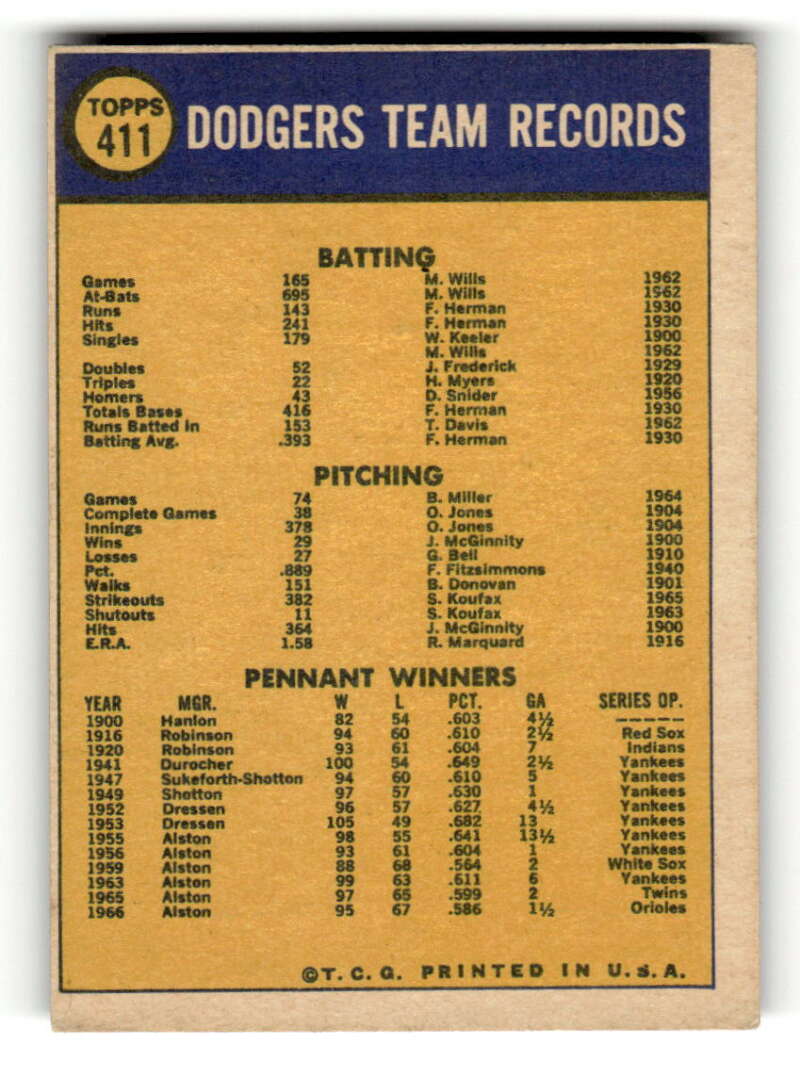 TOPPS
411
DODGERS TEAM RECORDS
BATTING
Games 165 M. Wills 1962
At-Bats 695 M. Wills 1962
Runs 143 F. Herman 1930
Hits 241 F. Herman 1930
Singles 179 W. Keeler 1900
M. Wills 1962
Doubles 52 J. Frederick 1929
Triples 22 H. Myers 1920
Homers 43 D. Snider 1956
Totals Bases 416 F. Herman 1930
Runs Batted In 153 T. Davis 1962
Batting Avg. .393 F. Herman 1930
PITCHING
Games 74 B. Miller 1964
Complete Games 38 O. Jones 1904
Innings 378 O. Jones 1904
Wins 29 J. McGinnity 1900
Losses 27 G. Bell 1910
Pct. .889 F. Fitzsimmons 1940
Walks 151 B. Donovan 1901
Strikeouts 382 S. Koufax 1965
Shutouts 11 S. Koufax 1963
Hits 364 J. McGinnity 1900
E.R.A. 1.58 R. Marquard 1916
PENNANT WINNERS
YEAR MGR. W L PCT. GA SERIES OP.
1900 Hanlon 82 54 .603 4½ -----
1916 Robinson 94 60 .610 2½ Red Sox
1920 Robinson 93 61 .604 7 Indians
1941 Durocher 100 54 .649 2½ Yankees
1947 Sukeforth-Shotton 94 60 .610 5 Yankees
1949 Shotton 97 57 .630 1 Yankees
1952 Dressen 96 57 .627 4½ Yankees
1953 Dressen 105 49 .682 13 Yankees
1955 Alston 98 55 .641 13½ Yankees
1956 Alston 93 61 .604 1 Yankees
1959 Alston 88 68 .564 2 White Sox
1963 Alston 99 63 .611 6 Yankees
1965 Alston 97 65 .599 2 Twins
1966 Alston 95 67 .586 1½ Orioles
©T.C.G. PRINTED IN U.S.A.